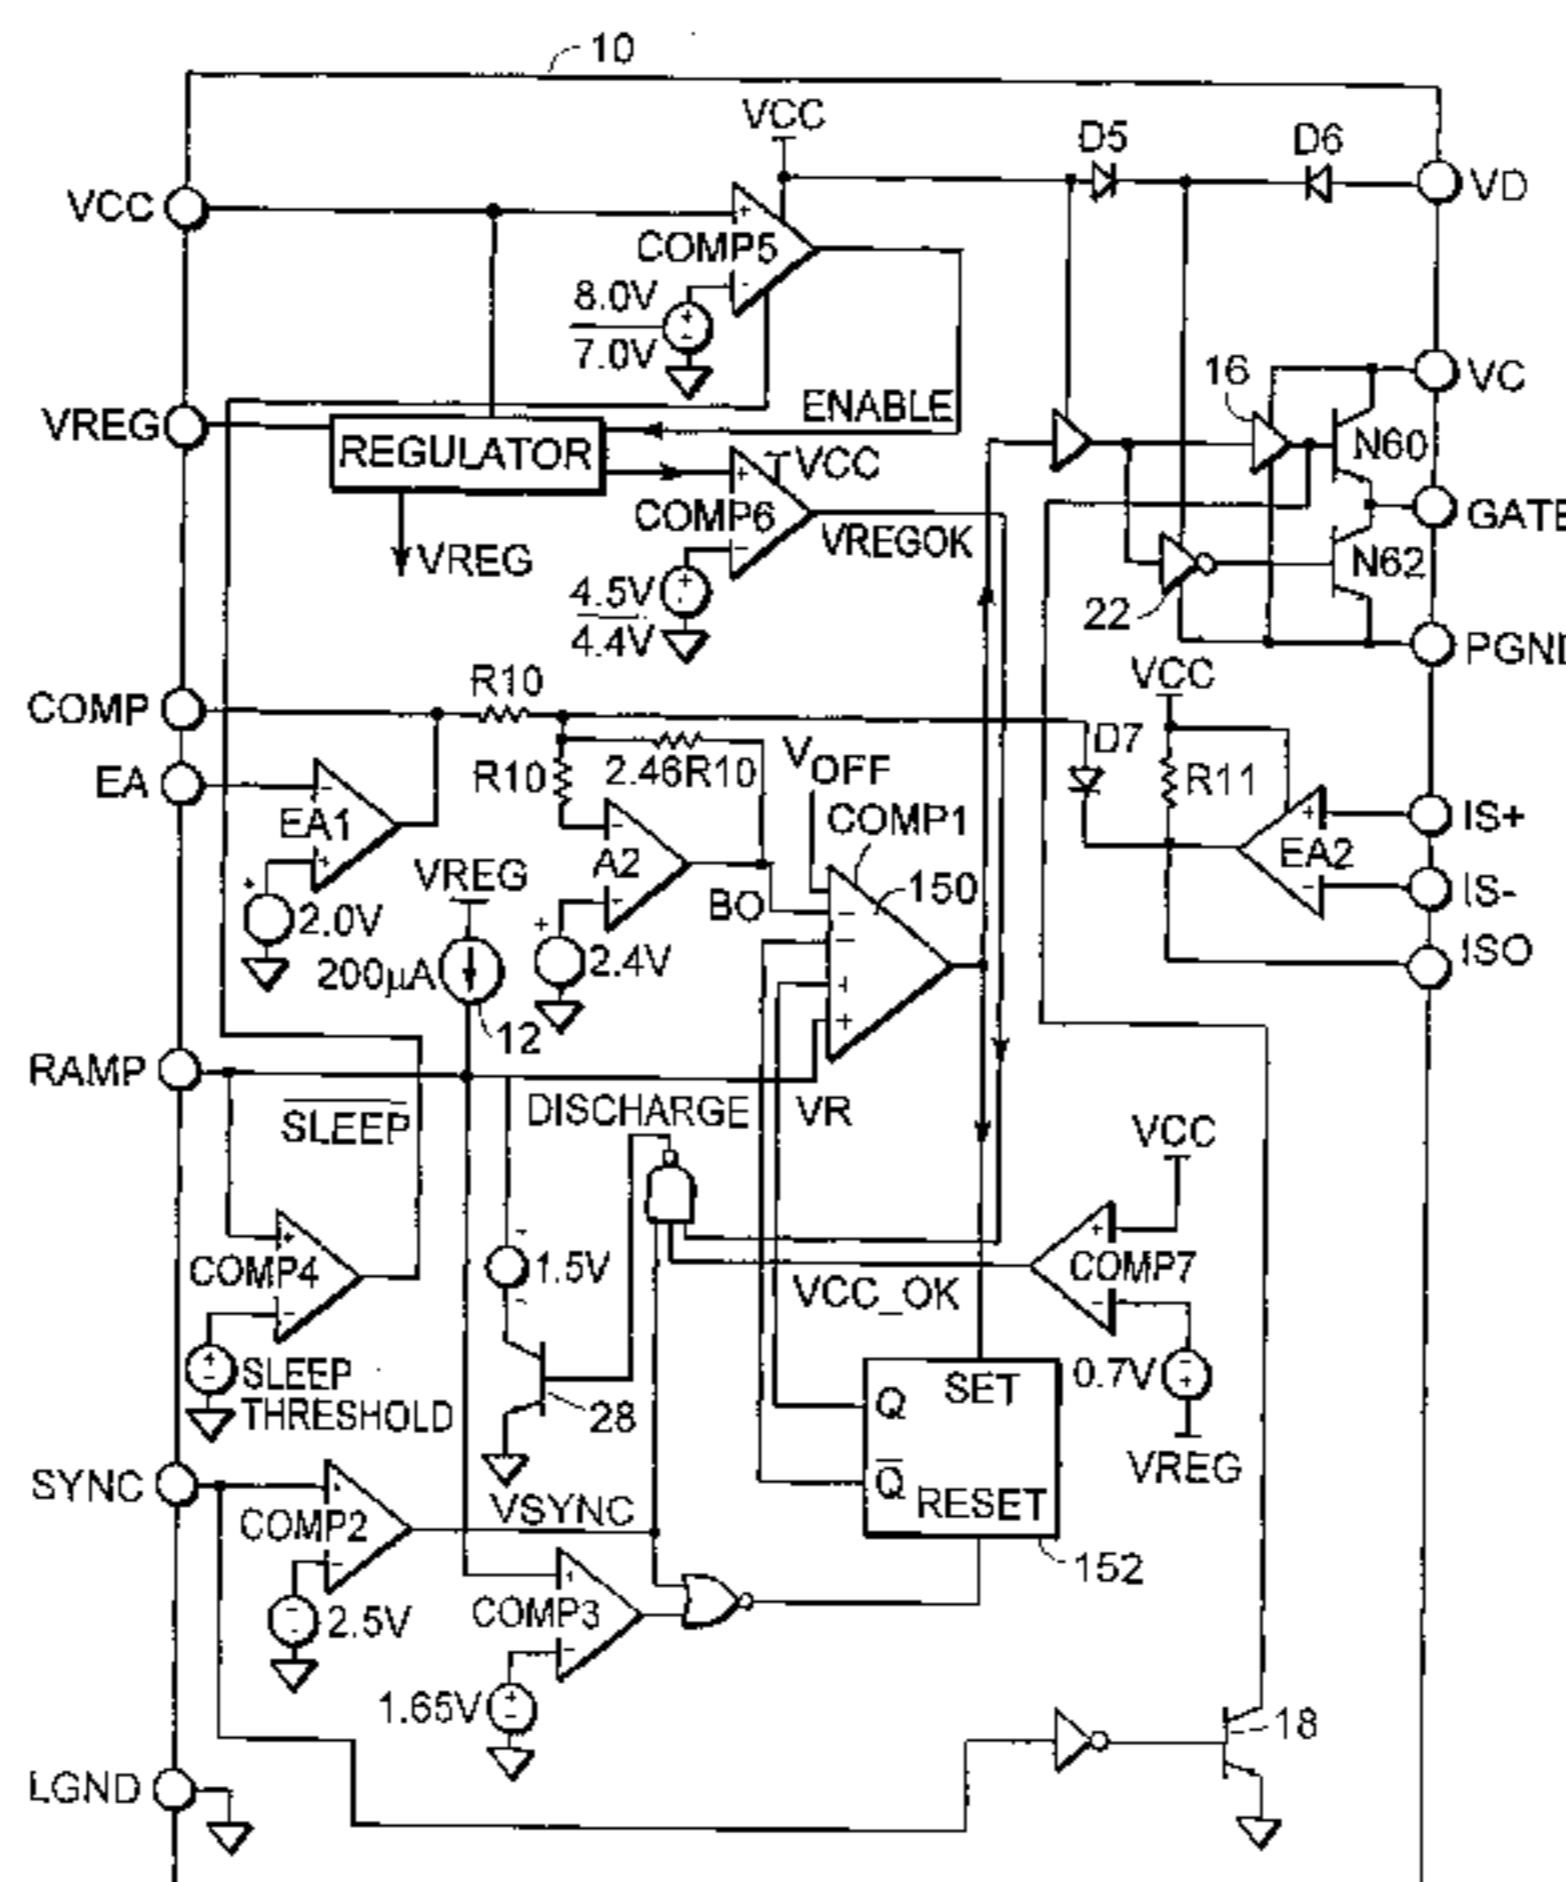 10
VCC
D5
D6
VCC
VD
COMP5
8.0V
7.0V
16
VC
VREG
ENABLE
REGULATOR
VCC
N60
COMP6
GATE
VREG
VREGOK
N62
4.5V
4.4V
22
PGND
VCC
R10
COMP
D7
EA
R10
2.46R10
VOFF
R11
EA1
COMP1
IS+
A2
EA2
VREG
BO
150
IS-
2.0V
2.4V
ISO
200µA
12
RAMP
SLEEP
DISCHARGE
VR
VCC
COMP4
1.5V
COMP7
VCC_OK
SLEEP
THRESHOLD
28
Q
SET
0.7V
SYNC
Q
RESET
VREG
COMP2
VSYNC
152
2.5V
COMP3
1.65V
18
LGND